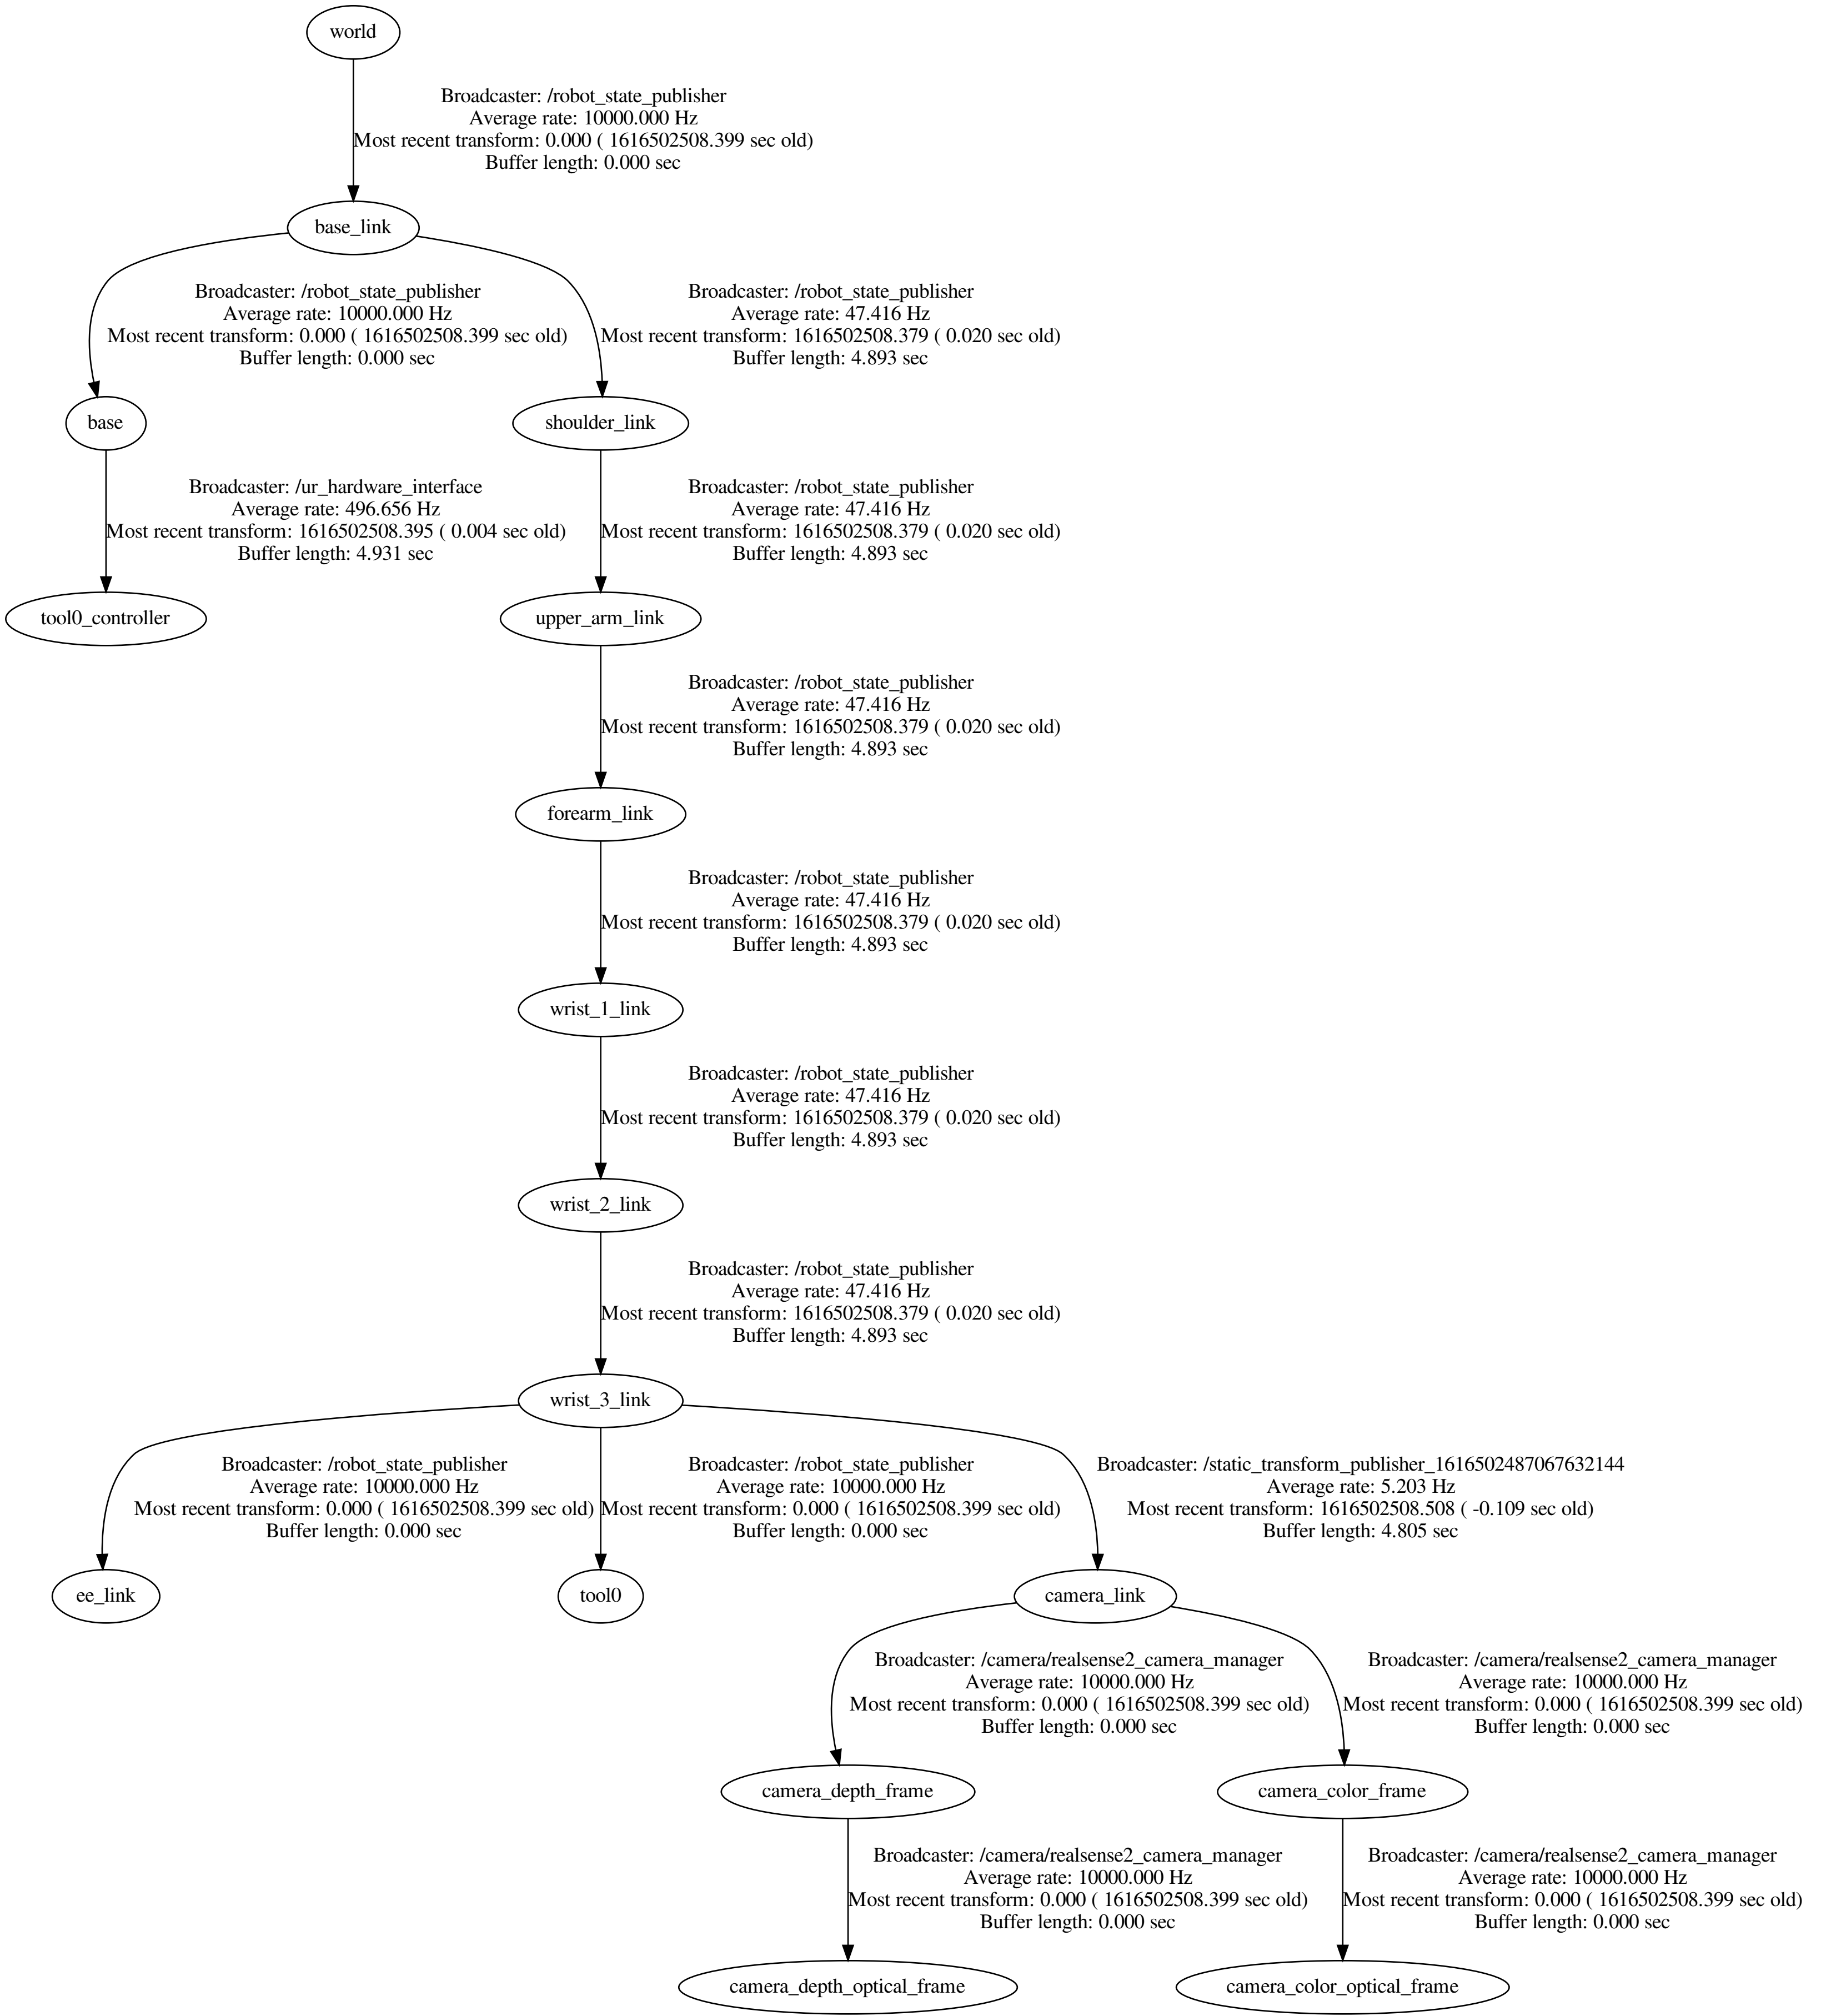 world
Broadcaster: /robot_state_publisher
Average rate: 10000.000 Hz
Most recent transform: 0.000 ( 1616502508.399 sec old)
Buffer length: 0.000 sec
base_link
Broadcaster: /robot_state_publisher
Average rate: 10000.000 Hz
Most recent transform: 0.000 ( 1616502508.399 sec old)
Buffer length: 0.000 sec
Broadcaster: /robot_state_publisher
Average rate: 47.416 Hz
Most recent transform: 1616502508.379 ( 0.020 sec old)
Buffer length: 4.893 sec
base
shoulder_link
Broadcaster: /ur_hardware_interface
Average rate: 496.656 Hz
Most recent transform: 1616502508.395 ( 0.004 sec old)
Buffer length: 4.931 sec
Broadcaster: /robot_state_publisher
Average rate: 47.416 Hz
Most recent transform: 1616502508.379 ( 0.020 sec old)
Buffer length: 4.893 sec
tool0_controller
upper_arm_link
Broadcaster: /robot_state_publisher
Average rate: 47.416 Hz
Most recent transform: 1616502508.379 ( 0.020 sec old)
Buffer length: 4.893 sec
forearm_link
Broadcaster: /robot_state_publisher
Average rate: 47.416 Hz
Most recent transform: 1616502508.379 ( 0.020 sec old)
Buffer length: 4.893 sec
wrist_1_link
Broadcaster: /robot_state_publisher
Average rate: 47.416 Hz
Most recent transform: 1616502508.379 ( 0.020 sec old)
Buffer length: 4.893 sec
wrist_2_link
Broadcaster: /robot_state_publisher
Average rate: 47.416 Hz
Most recent transform: 1616502508.379 ( 0.020 sec old)
Buffer length: 4.893 sec
wrist_3_link
Broadcaster: /robot_state_publisher
Average rate: 10000.000 Hz
Most recent transform: 0.000 ( 1616502508.399 sec old)
Buffer length: 0.000 sec
Broadcaster: /robot_state_publisher
Average rate: 10000.000 Hz
Most recent transform: 0.000 ( 1616502508.399 sec old)
Buffer length: 0.000 sec
Broadcaster: /static_transform_publisher_1616502487067632144
Average rate: 5.203 Hz
Most recent transform: 1616502508.508 ( -0.109 sec old)
Buffer length: 4.805 sec
ee_link
tool0
camera_link
Broadcaster: /camera/realsense2_camera_manager
Average rate: 10000.000 Hz
Most recent transform: 0.000 ( 1616502508.399 sec old)
Buffer length: 0.000 sec
Broadcaster: /camera/realsense2_camera_manager
Average rate: 10000.000 Hz
Most recent transform: 0.000 ( 1616502508.399 sec old)
Buffer length: 0.000 sec
camera_depth_frame
camera_color_frame
Broadcaster: /camera/realsense2_camera_manager
Average rate: 10000.000 Hz
Most recent transform: 0.000 ( 1616502508.399 sec old)
Buffer length: 0.000 sec
Broadcaster: /camera/realsense2_camera_manager
Average rate: 10000.000 Hz
Most recent transform: 0.000 ( 1616502508.399 sec old)
Buffer length: 0.000 sec
camera_depth_optical_frame
camera_color_optical_frame